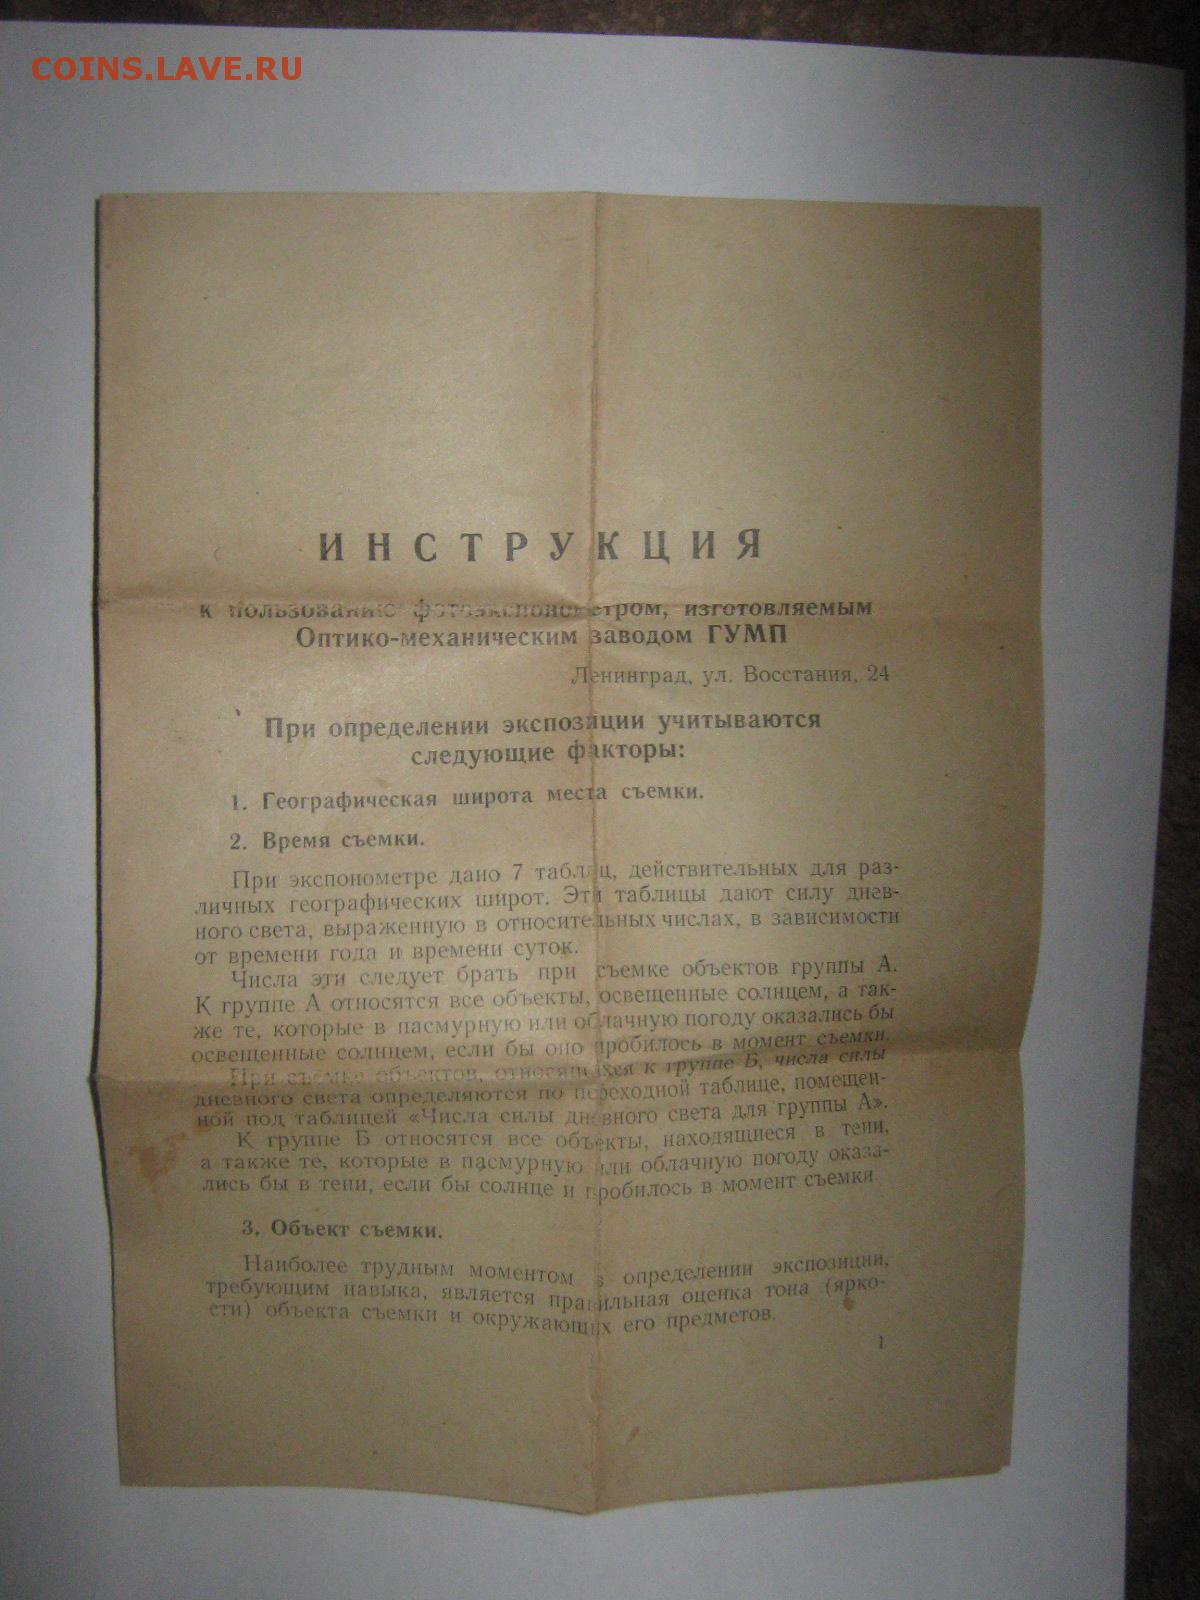 COINS.LAVE.RU
ИНСТРУКЦИЯ
к пользованию фотоэкспонометром, изготовляемым
Оптико-механическим заводом ГУМП
Ленинград, ул. Восстания, 24
При определении экспозиции учитываются
следующие факторы:
1. Географическая широта места съемки.
2. Время съемки.
При экспонометре дано 7 таблиц, действительных для раз-
личных географических широт. Эти таблицы дают силу днев-
ного света, выраженную в относительных числах, в зависимости
от времени года и времени суток.
Числа эти следует брать при съемке объектов группы А.
К группе А относятся все объекты, освещенные солнцем, а так-
же те, которые в пасмурную или облачную погоду оказались бы
освещенные солнцем, если бы оно пробилось в момент съемки.
При съемке объектов, относящихся к группе Б, числа силы
дневного света определяются по переходной таблице, помещен-
ной под таблицей «Числа силы дневного света для группы А».
К группе Б относятся все объекты, находящиеся в тени,
а также те, которые в пасмурную или облачную погоду оказа-
лись бы в тени, если бы солнце и пробилось в момент съемки
3. Объект съемки.
Наиболее трудным моментом в определении экспозиции,
требующим навыка, является правильная оценка тона (ярко-
сти) объекта съемки и окружающих его предметов.
1